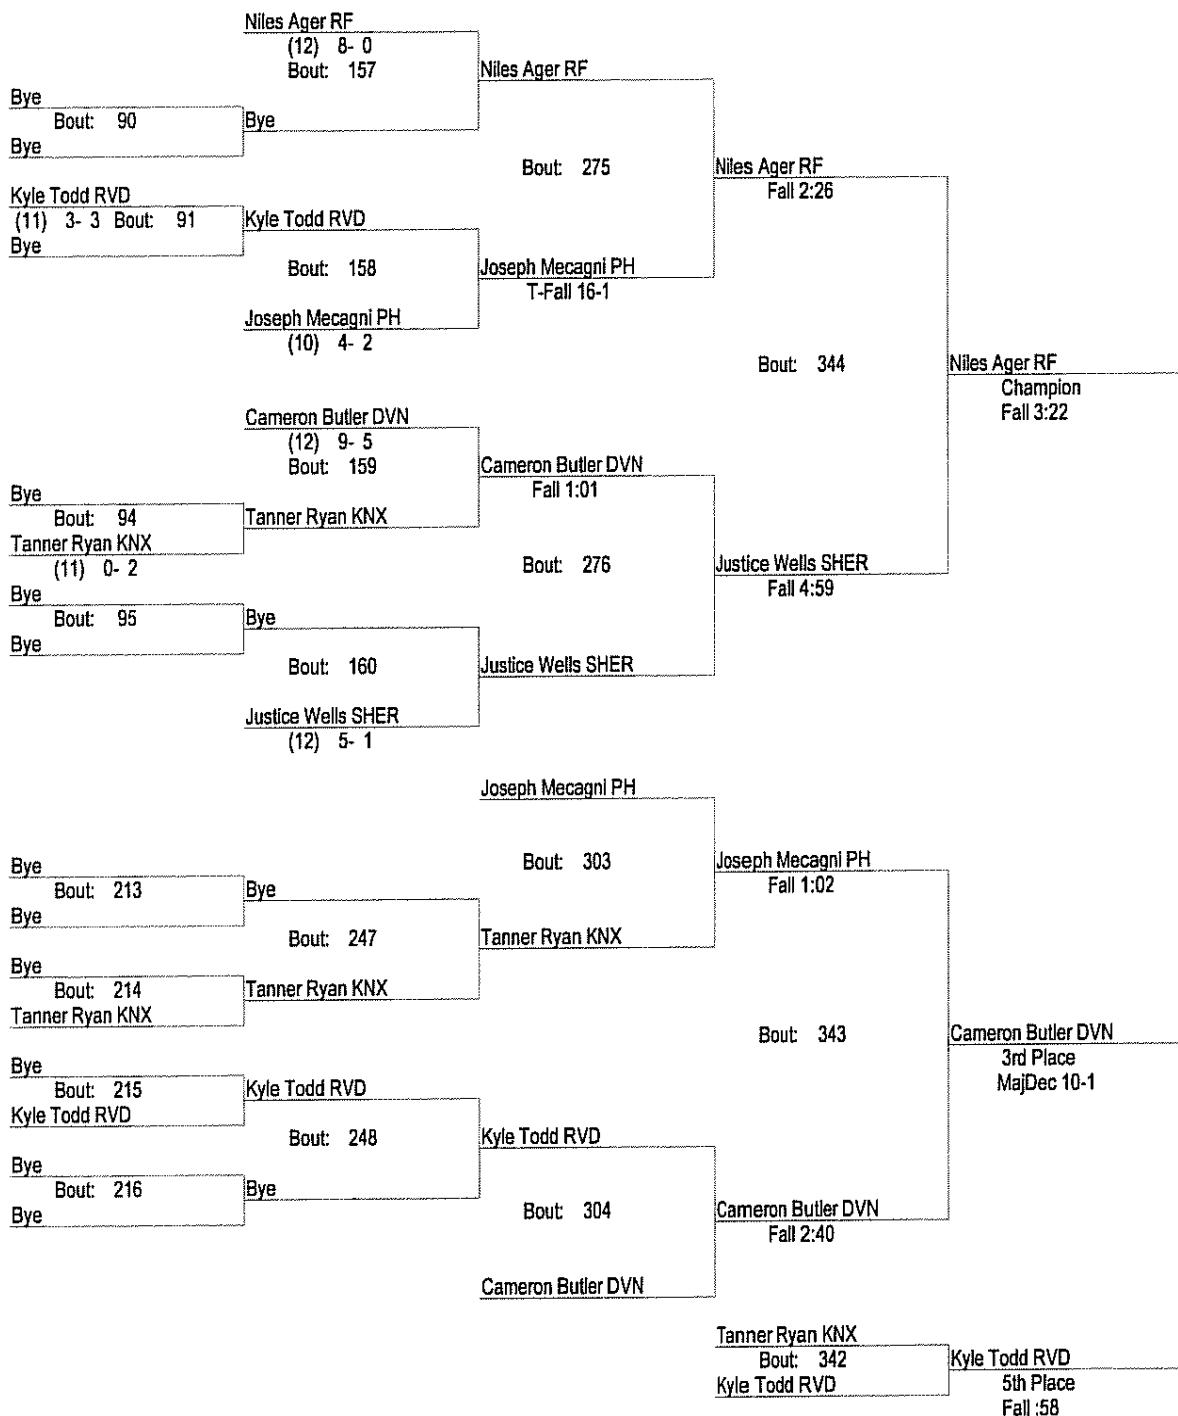 Niles Ager RF
(12) 8- 0
Bout: 157
Niles Ager RF
Bye
Bout: 90
Bye
Bye
Bout: 275
Niles Ager RF
Fall 2:26
Kyle Todd RVD
(11) 3- 3 Bout: 91
Kyle Todd RVD
Bye
Bout: 158
Joseph Mecagni PH
T-Fall 16-1
Joseph Mecagni PH
(10) 4- 2
Bout: 344
Niles Ager RF
Champion
Fall 3:22
Cameron Butler DVN
(12) 9- 5
Bout: 159
Cameron Butler DVN
Fall 1:01
Bye
Bout: 94
Tanner Ryan KNX
Tanner Ryan KNX
(11) 0- 2
Bout: 276
Justice Wells SHER
Fall 4:59
Bye
Bout: 95
Bye
Bye
Bout: 160
Justice Wells SHER
Justice Wells SHER
(12) 5- 1
Joseph Mecagni PH
Bout: 303
Joseph Mecagni PH
Fall 1:02
Bye
Bout: 213
Bye
Bye
Bout: 247
Tanner Ryan KNX
Bye
Bout: 214
Tanner Ryan KNX
Tanner Ryan KNX
Bout: 343
Cameron Butler DVN
3rd Place
MajDec 10-1
Bye
Bout: 215
Kyle Todd RVD
Kyle Todd RVD
Bout: 248
Kyle Todd RVD
Bye
Bout: 216
Bye
Bye
Bout: 304
Cameron Butler DVN
Fall 2:40
Cameron Butler DVN
Tanner Ryan KNX
Bout: 342
Kyle Todd RVD
Kyle Todd RVD
5th Place
Fall :58